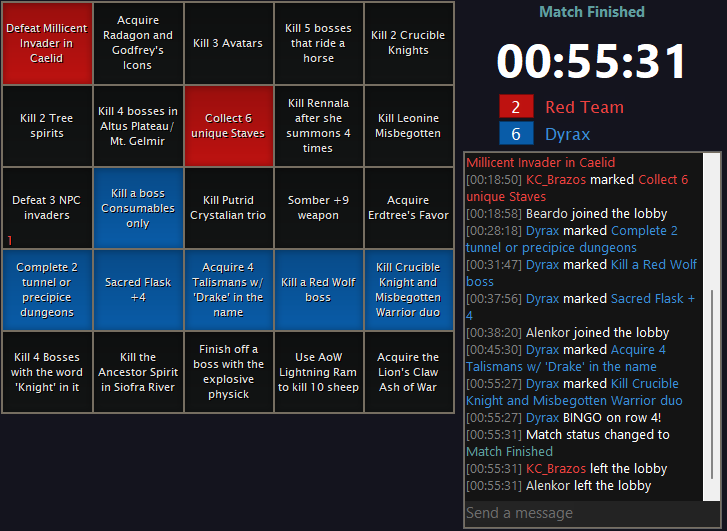 Defeat Millicent
Invader in
Caelid
Acquire
Radagon and
Godfrey's
Icons
Kill 3 Avatars
Kill 5 bosses
that ride a
horse
Kill 2 Crucible
Knights
Kill 2 Tree
spirits
Kill 4 bosses in
Altus Plateau/
Mt. Gelmir
Collect 6
unique Staves
Kill Rennala
after she
summons 4
times
Kill Leonine
Misbegotten
Defeat 3 NPC
invaders
1
Kill a boss
Consumables
only
Kill Putrid
Crystalian trio
Somber +9
weapon
Acquire
Erdtree's Favor
Complete 2
tunnel or
precipice
dungeons
Sacred Flask
+4
Acquire 4
Talismans w/
'Drake' in the
name
Kill a Red Wolf
boss
Kill Crucible
Knight and
Misbegotten
Warrior duo
Kill 4 Bosses
with the word
'Knight' in it
Kill the
Ancestor Spirit
in Siofra River
Finish off a
boss with the
explosive
physick
Use AoW
Lightning Ram
to kill 10 sheep
Acquire the
Lion's Claw
Ash of War
Match Finished
00:55:31
2 Red Team
6 Dyrax
Millicent Invader in Caelid
[00:18:50] KC_Brazos marked Collect 6
unique Staves
[00:18:58] Beardo joined the lobby
[00:28:18] Dyrax marked Complete 2
tunnel or precipice dungeons
[00:31:47] Dyrax marked Kill a Red Wolf
boss
[00:37:56] Dyrax marked Sacred Flask +
4
[00:38:20] Alenkor joined the lobby
[00:45:30] Dyrax marked Acquire 4
Talismans w/ 'Drake' in the name
[00:55:27] Dyrax marked Kill Crucible
Knight and Misbegotten Warrior duo
[00:55:27] Dyrax BINGO on row 4!
[00:55:31] Match status changed to
Match Finished
[00:55:31] KC_Brazos left the lobby
[00:55:31] Alenkor left the lobby
Send a message